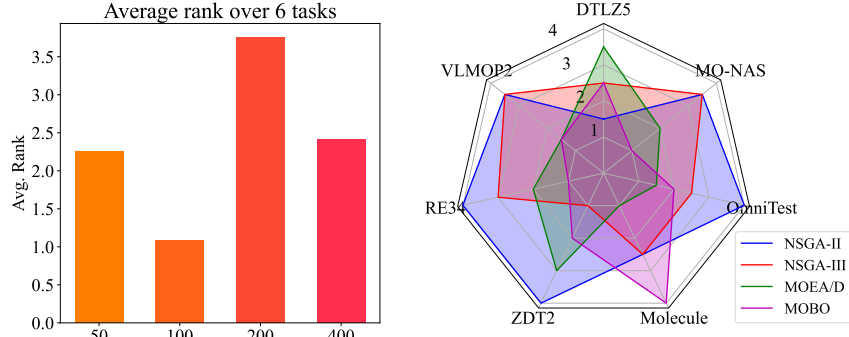 Average rank over 6 tasks
Avg. Rank
3.5
3.0
2.5
2.0
1.5
1.0
0.5
0.0
50
100
200
400
DTLZ5
VLMOP2
MO-NAS
RE34
OmniTest
ZDT2
Molecule
4
3
2
1
NSGA-II
NSGA-III
MOEA/D
MOBO